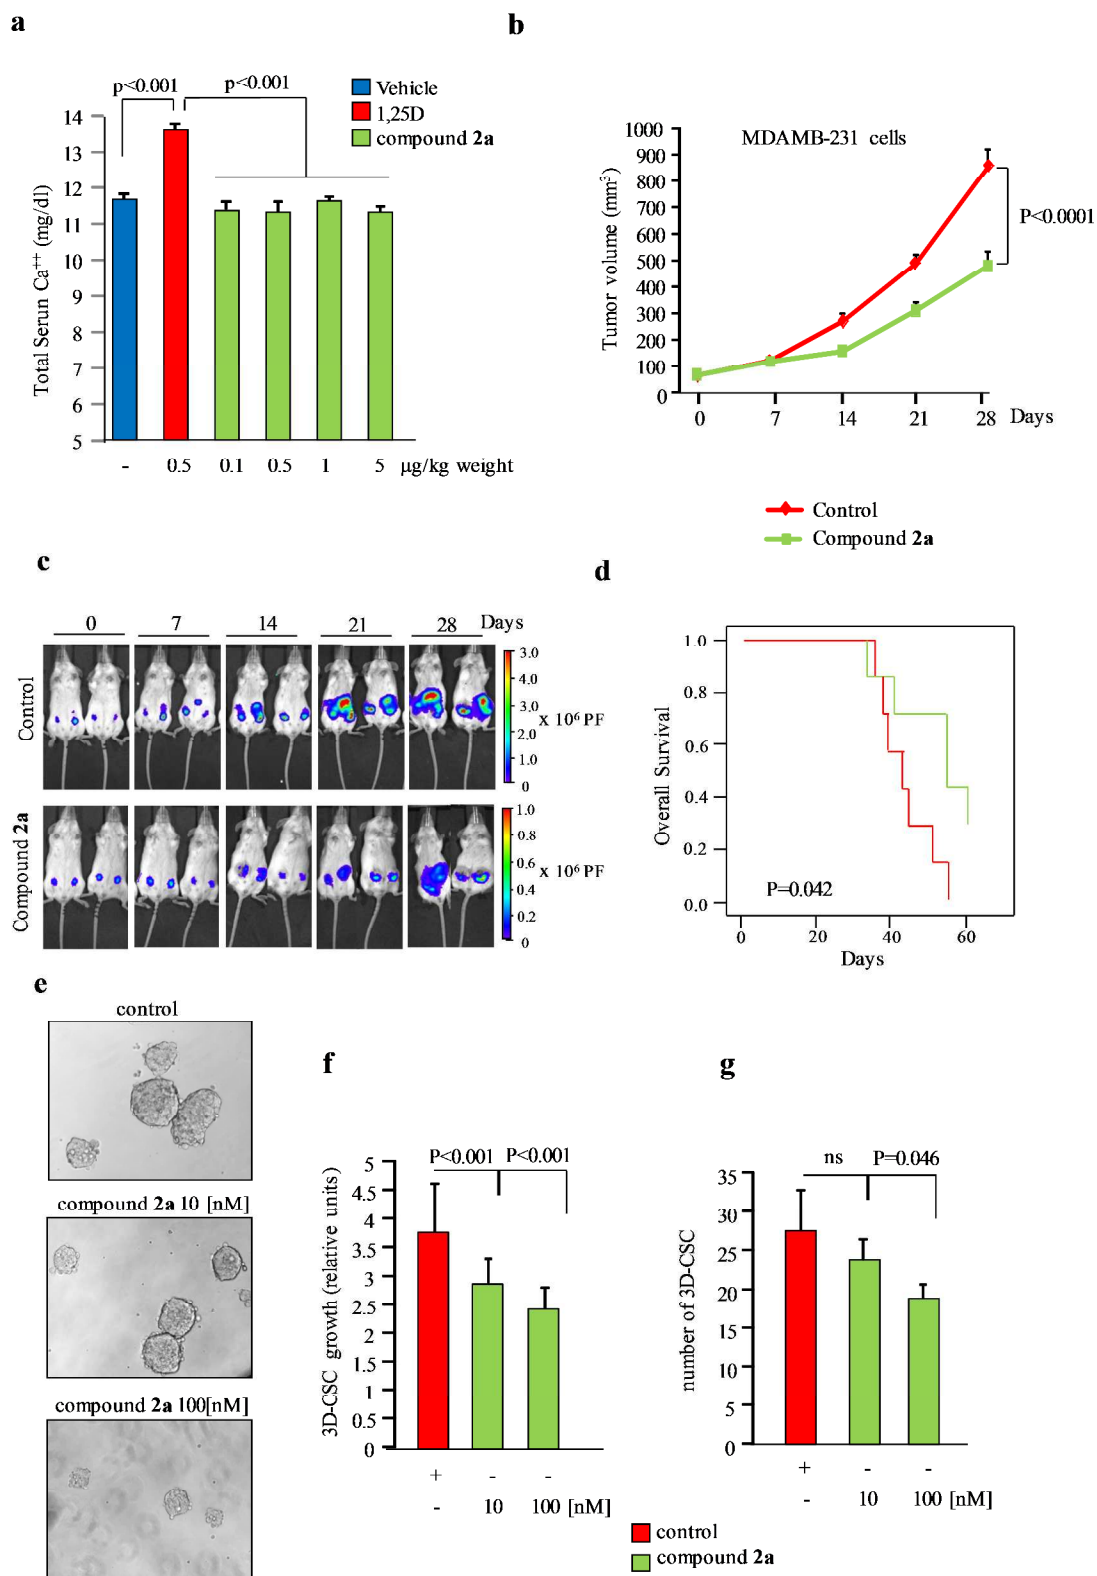 a
p<0.001
p<0.001
Vehicle
1,25D
compound 2a
Total Serun Ca++ (mg/dl)
14
13
12
11
10
9
8
7
6
5
- 0.5 0.1 0.5 1 5 µg/kg weight
b
MDAMB-231 cells
Tumor volume (mm3)
1000
900
800
700
600
500
400
300
200
100
0
P<0.0001
0 7 14 21 28 Days
Control
Compound 2a
c
0 7 14 21 28 Days
Control
3.0
4.0
3.0
2.0
1.0
0
x 10⁶ PF
Compound 2a
1.0
0.8
0.6
0.4
0.2
0
x 10⁶ PF
d
Overall Survival
1.0
0.8
0.6
0.4
0.2
0.0
P=0.042
0 20 40 60
Days
e
control
compound 2a 10 [nM]
compound 2a 100[nM]
f
P<0.001 P<0.001
3D-CSC growth (relative units)
5
4.5
4
3.5
3
2.5
2
1.5
1
0.5
0
+ - -
- 10 100 [nM]
g
ns P=0.046
number of 3D-CSC
35
30
25
20
15
10
5
0
+ - -
- 10 100 [nM]
control
compound 2a